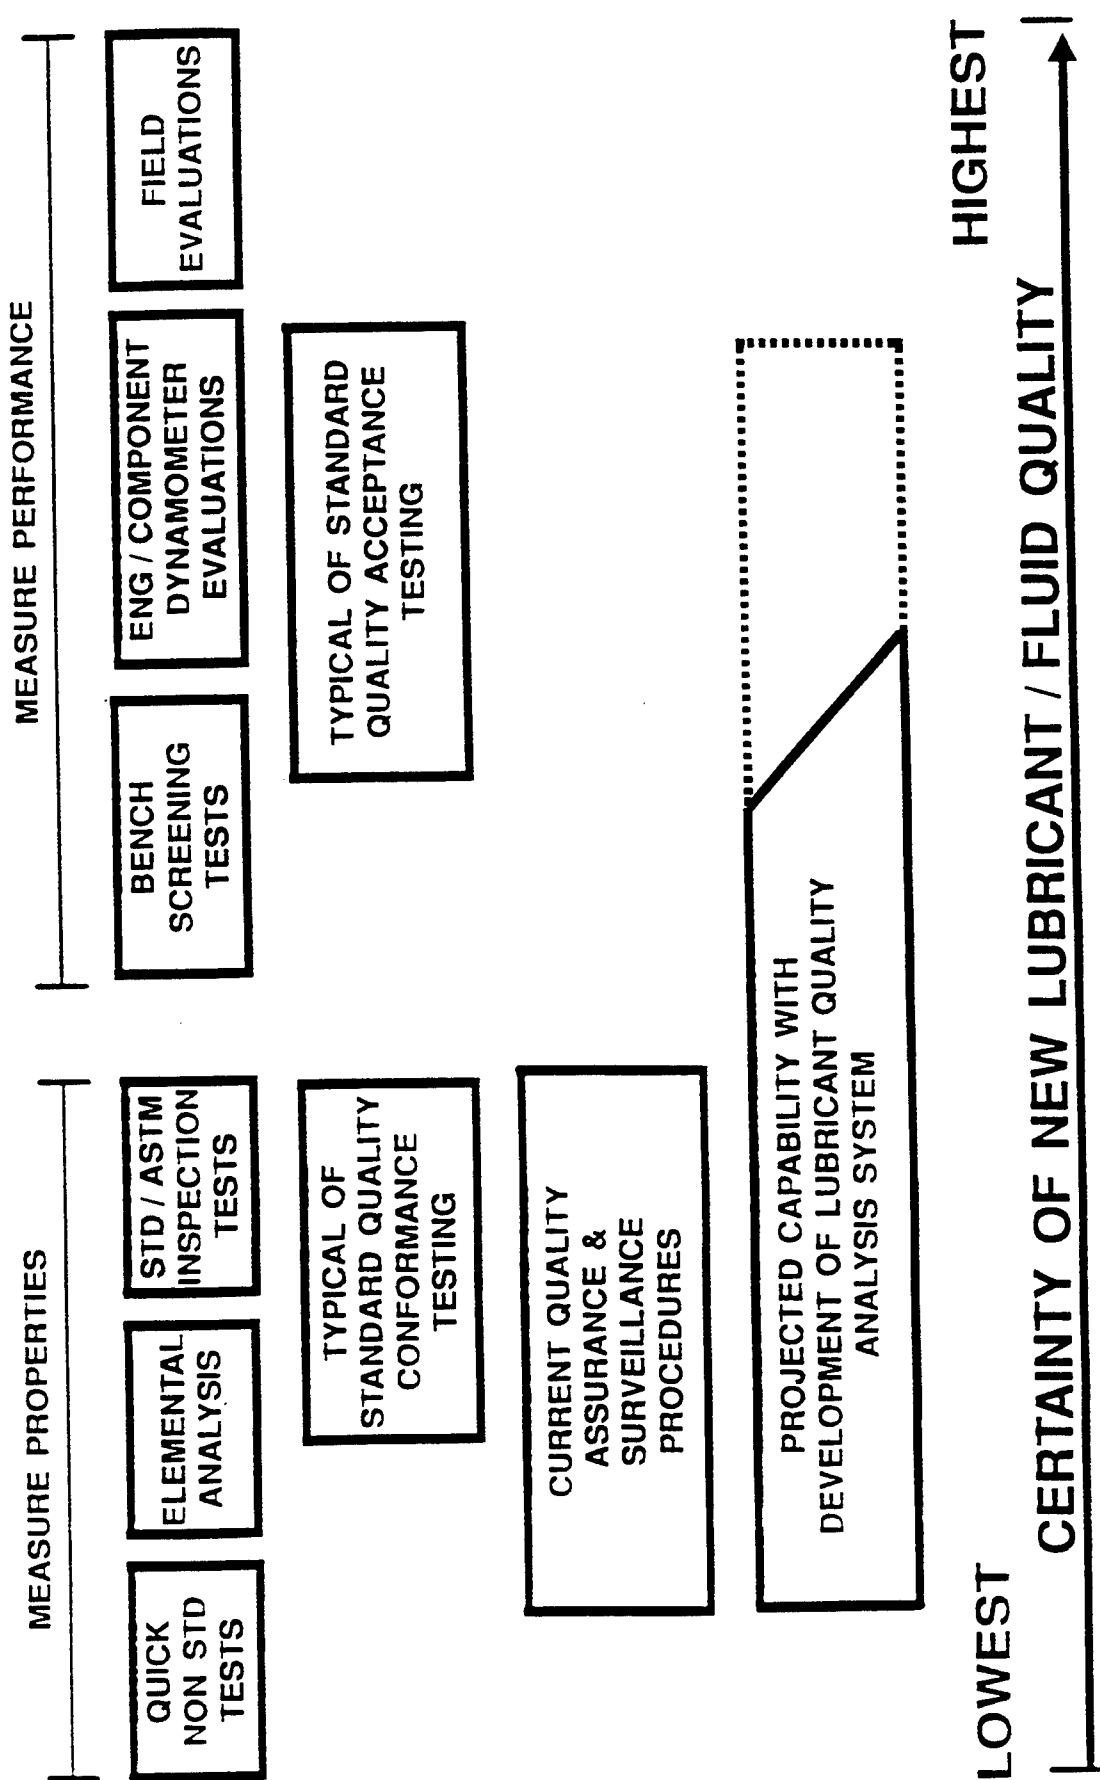 MEASURE PROPERTIES
MEASURE PERFORMANCE
QUICK
NON STD
TESTS
ELEMENTAL
ANALYSIS
STD / ASTM
INSPECTION
TESTS
BENCH
SCREENING
TESTS
ENG / COMPONENT
DYNAMOMETER
EVALUATIONS
FIELD
EVALUATIONS
TYPICAL OF
STANDARD QUALITY
CONFORMANCE
TESTING
TYPICAL OF STANDARD
QUALITY ACCEPTANCE
TESTING
CURRENT QUALITY
ASSURANCE &
SURVEILLANCE
PROCEDURES
PROJECTED CAPABILITY WITH
DEVELOPMENT OF LUBRICANT QUALITY
ANALYSIS SYSTEM
LOWEST
HIGHEST
CERTAINTY OF NEW LUBRICANT / FLUID QUALITY